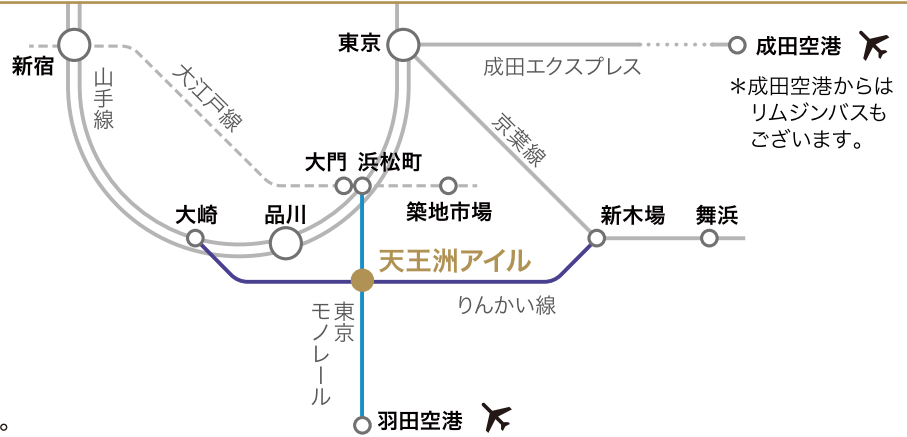 新宿
山手線
大江戸線
東京
成田エクスプレス
成田空港
＊成田空港からは
リムジンバスも
ございます。
京葉線
大門
浜松町
築地市場
大崎
品川
天王洲アイル
新木場
舞浜
りんかい線
東京
モノレール
羽田空港
。